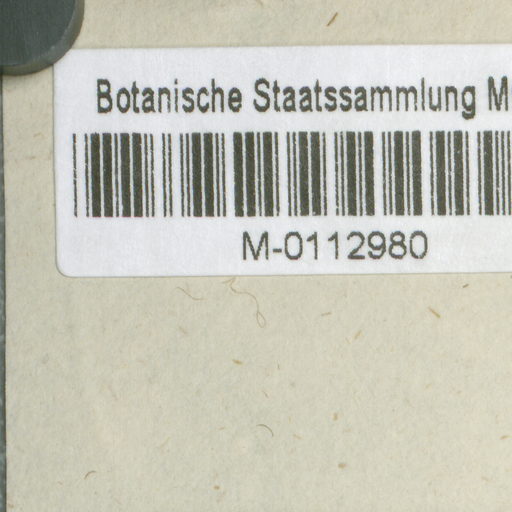 Botanische Staatssammlung M
M-0112980